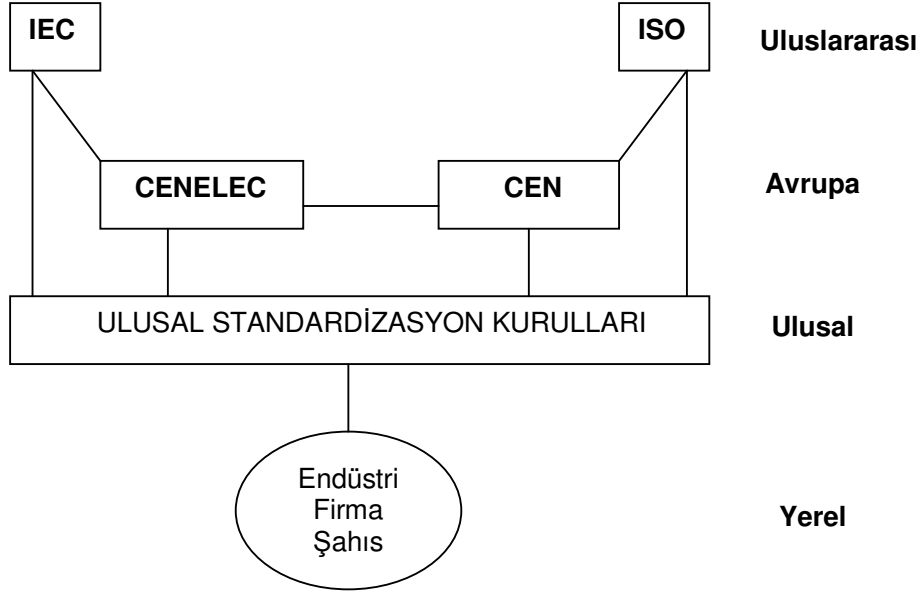 IEC
ISO
Uluslararası
CENELEC
CEN
Avrupa
ULUSAL STANDARDİZASYON KURULLARI
Ulusal
Endüstri
Firma
Şahıs
Yerel